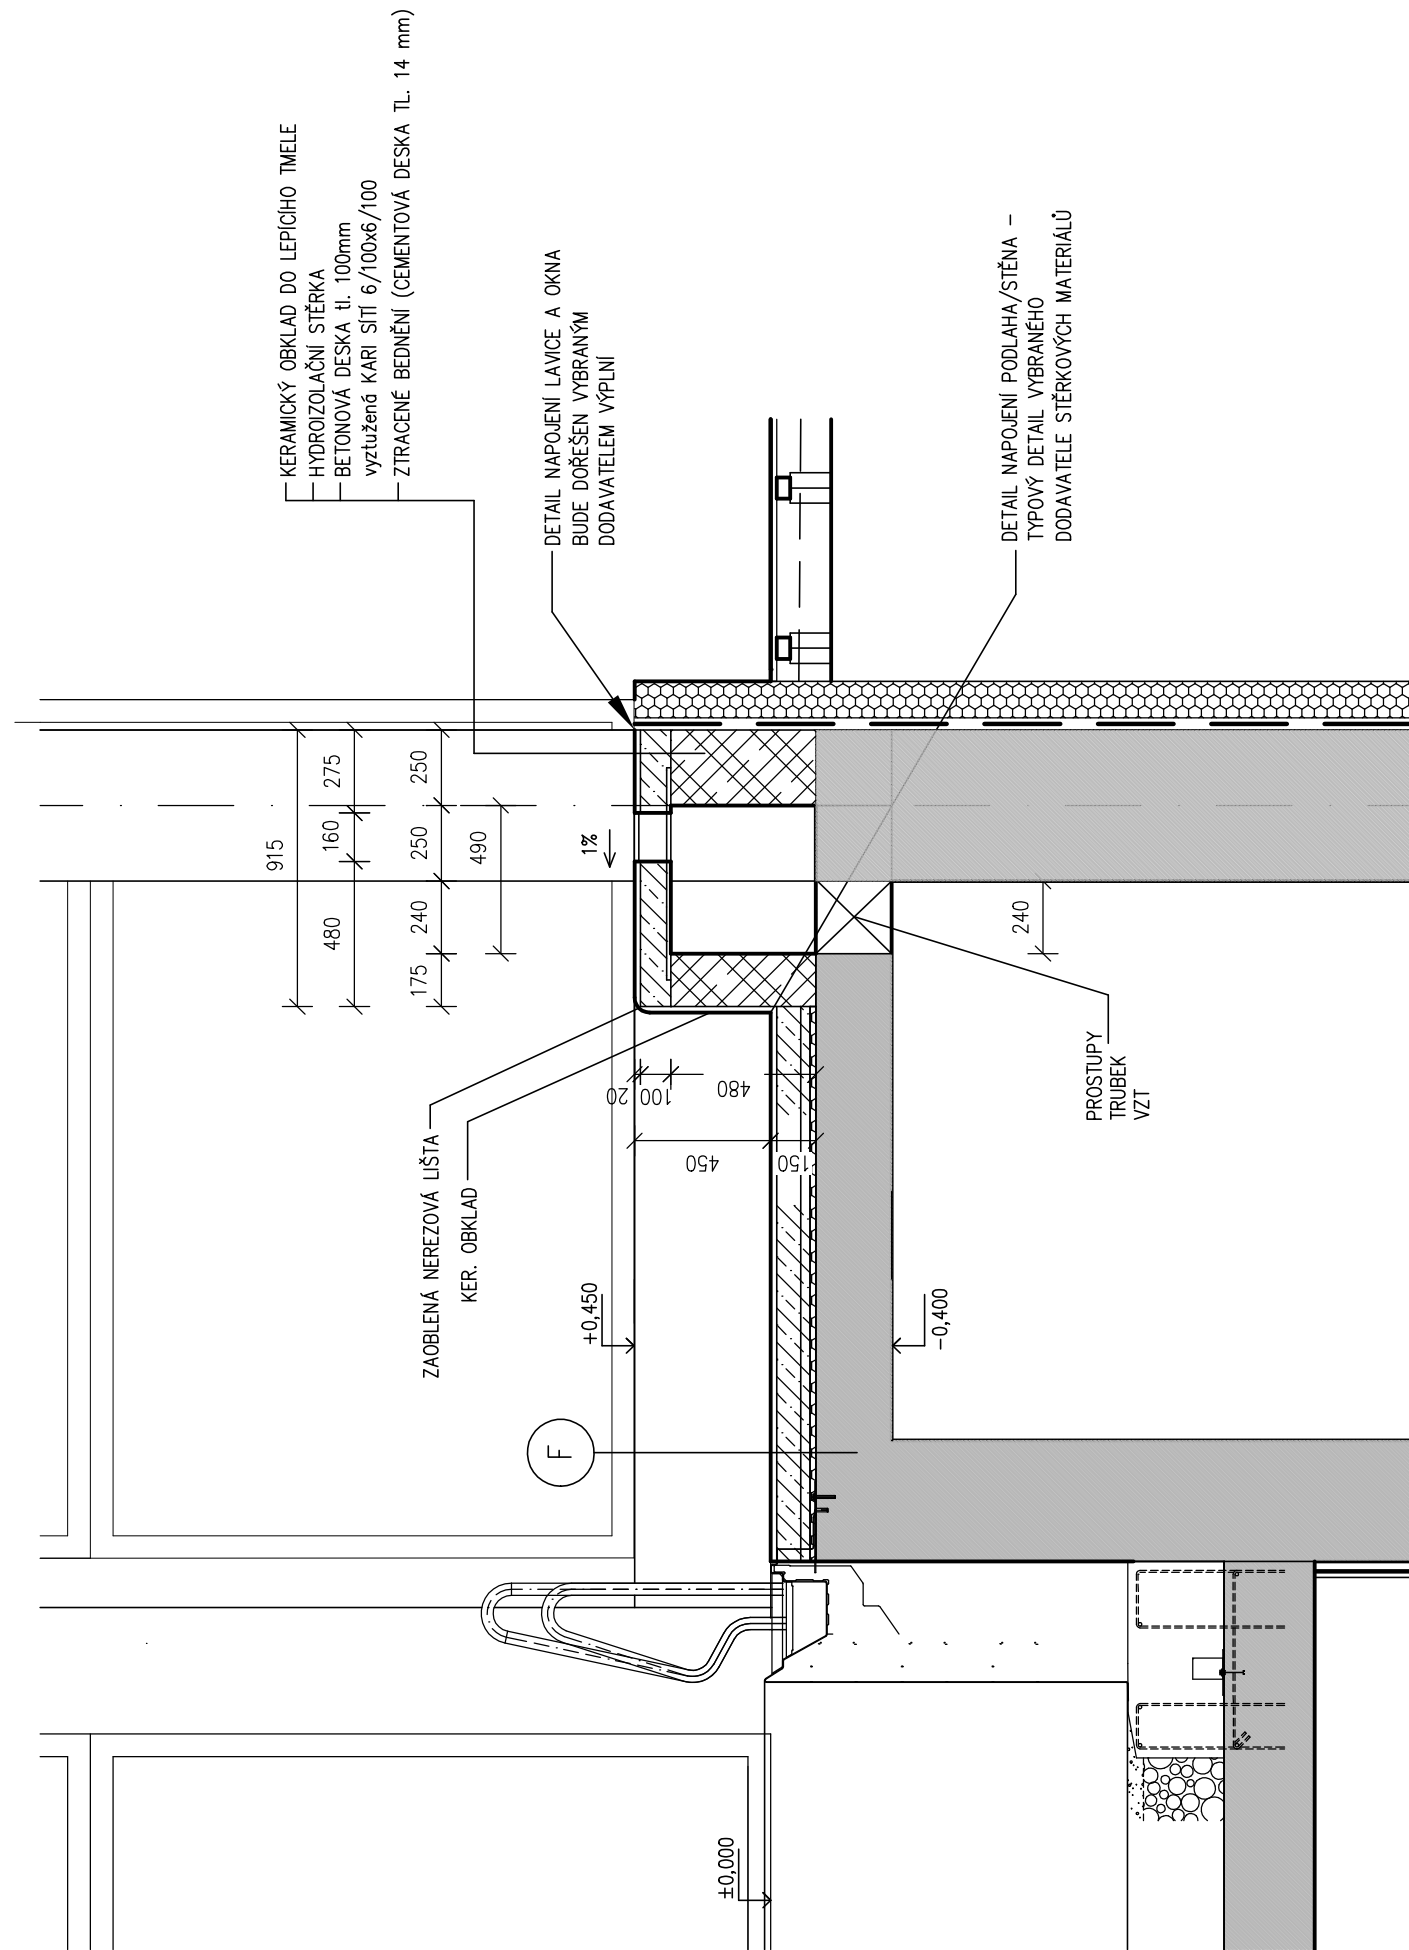 KERAMICKÝ OBKLAD DO LEPÍCÍHO TMELE
HYDROIZOLAČNÍ STĚRKA
BETONOVÁ DESKA tl. 100mm
vyztužená KARI SÍTÍ 6/100x6/100
ZTRACENÉ BEDNĚNÍ (CEMENTOVÁ DESKA TL. 14 mm)
DETAIL NAPOJENÍ LAVICE A OKNA
BUDE DOŘEŠEN VYBRANÝM
DODAVATELEM VÝPLNÍ
DETAIL NAPOJENÍ PODLAHA/STĚNA -
TYPOVÝ DETAIL VYBRANÉHO
DODAVATELE STĚRKOVÝCH MATERIÁLŮ
915
480
160
275
175
240
250
250
490
1%
240
ZAOBLENÁ NEREZOVÁ LIŠTA
KER. OBKLAD
20
100
480
450
150
PROSTUPY
TRUBEK
VZT
+0,450
-0,400
F
±0,000